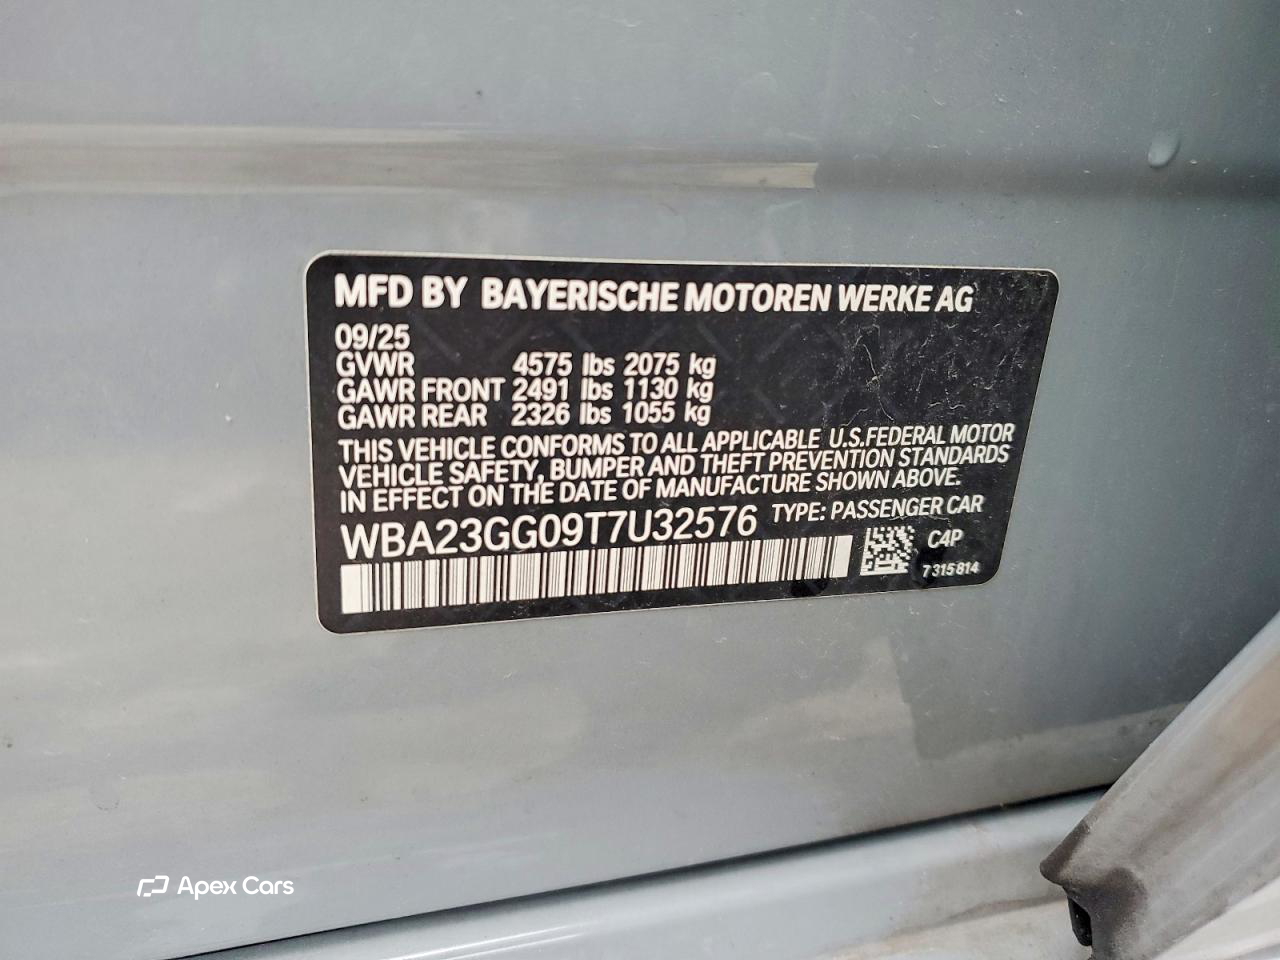 MFD BY BAYERISCHE MOTOREN WERKE AG
09/25
GVWR 4575 lbs 2075 kg
GAWR FRONT 2491 lbs 1130 kg
GAWR REAR 2326 lbs 1055 kg
THIS VEHICLE CONFORMS TO ALL APPLICABLE U.S.FEDERAL MOTOR
VEHICLE SAFETY, BUMPER AND THEFT PREVENTION STANDARDS
IN EFFECT ON THE DATE OF MANUFACTURE SHOWN ABOVE.
WBA23GG09T7U32576 TYPE: PASSENGER CAR
C4P
7315814
Apex Cars